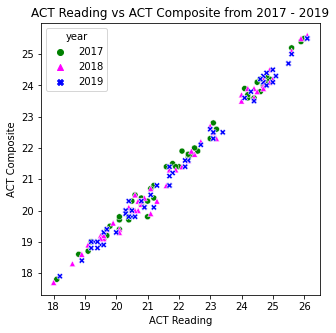 ACT Reading vs ACT Composite from 2017 - 2019
year
2017
2018
2019
25
24
23
22
21
20
19
18
ACT Composite
18 19 20 21 22 23 24 25 26
ACT Reading